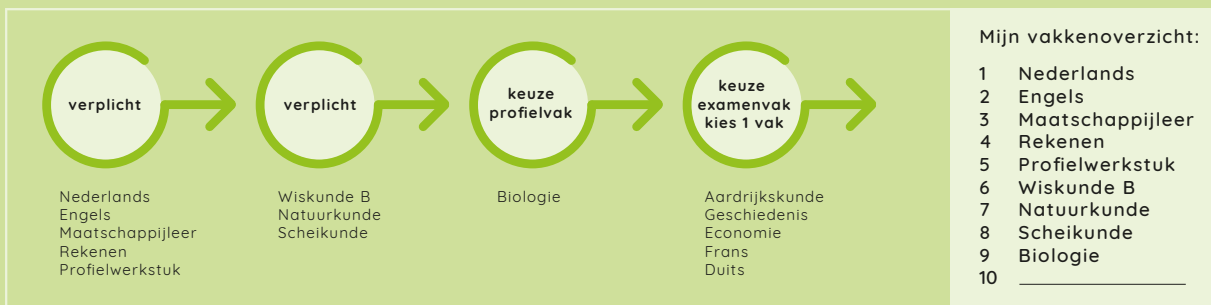 verplicht
verplicht
keuze
profielvak
keuze
examenvak
kies 1 vak
Nederlands
Engels
Maatschappijleer
Rekenen
Profielwerkstuk
Wiskunde B
Natuurkunde
Scheikunde
Biologie
Aardrijkskunde
Geschiedenis
Economie
Frans
Duits
Mijn vakkenoverzicht:
1 Nederlands
2 Engels
3 Maatschappijleer
4 Rekenen
5 Profielwerkstuk
6 Wiskunde B
7 Natuurkunde
8 Scheikunde
9 Biologie
10